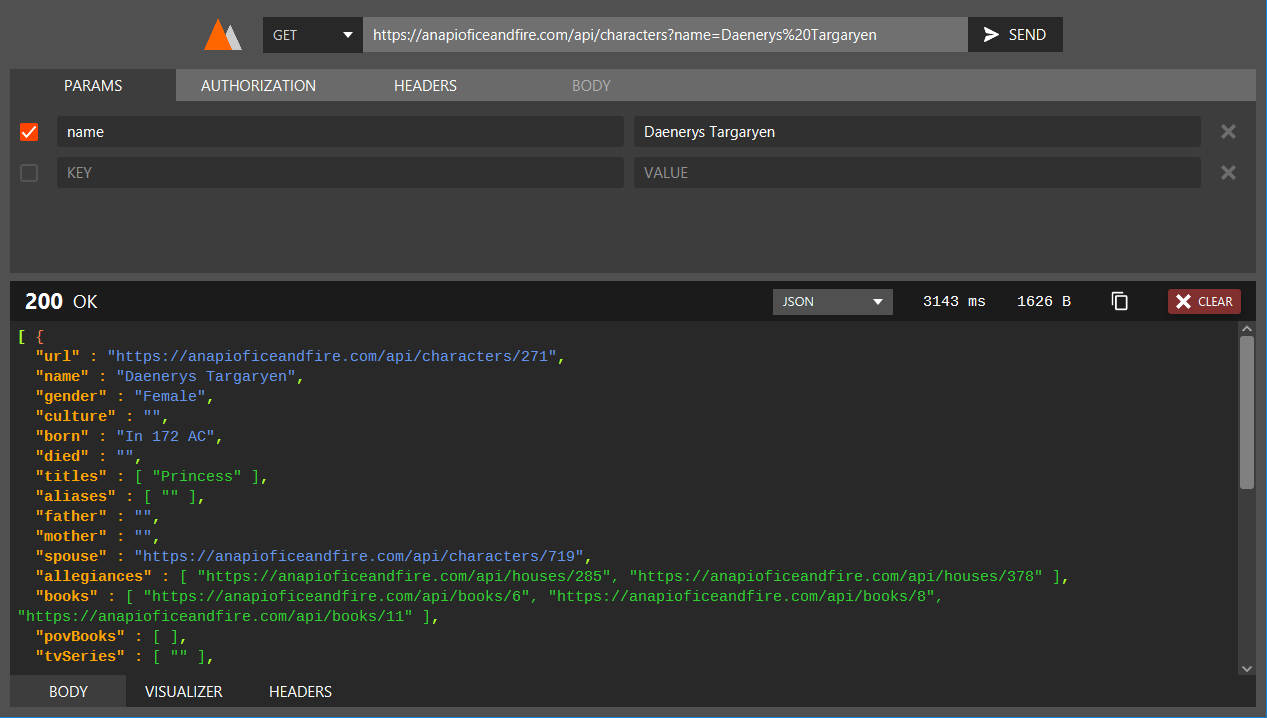 GET https://anapioficeandfire.com/api/characters?name=Daenerys%20Targaryen SEND
PARAMS AUTHORIZATION HEADERS BODY
name Daenerys Targaryen
KEY VALUE
200 OK JSON 3143 ms 1626 B CLEAR
[ {
"url" : "https://anapioficeandfire.com/api/characters/271",
"name" : "Daenerys Targaryen",
"gender" : "Female",
"culture" : "",
"born" : "In 172 AC",
"died" : "",
"titles" : [ "Princess" ],
"aliases" : [ "" ],
"father" : "",
"mother" : "",
"spouse" : "https://anapioficeandfire.com/api/characters/719",
"allegiances" : [ "https://anapioficeandfire.com/api/houses/285", "https://anapioficeandfire.com/api/houses/378" ],
"books" : [ "https://anapioficeandfire.com/api/books/6", "https://anapioficeandfire.com/api/books/8",
"https://anapioficeandfire.com/api/books/11" ],
"povBooks" : [ ],
"tvSeries" : [ "" ],
BODY VISUALIZER HEADERS